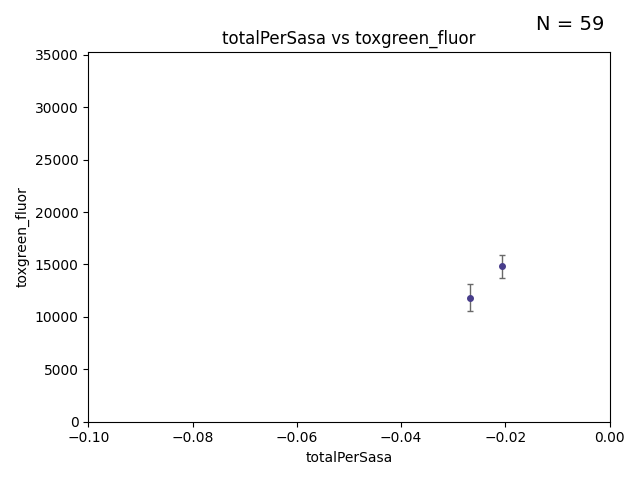 N = 59
totalPerSasa vs toxgreen_fluor
35000
30000
25000
20000
15000
10000
5000
0
toxgreen_fluor
−0.10 −0.08 −0.06 −0.04 −0.02 0.00
totalPerSasa